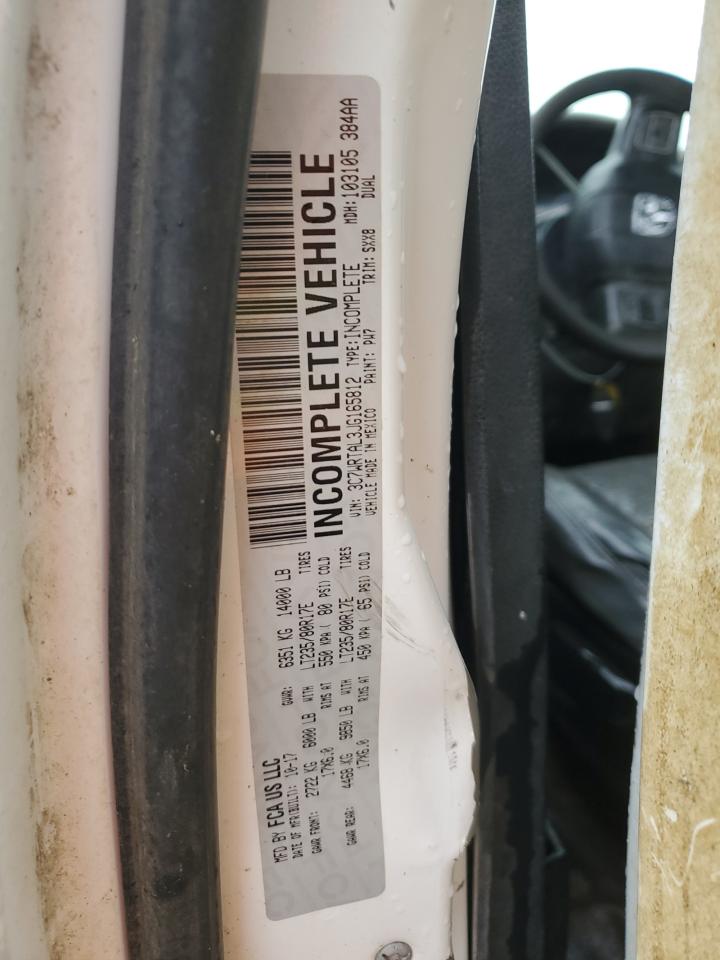 MFD BY FCA US LLC
DATE OF MFR(BUILT): 10-17 GVWR: 6351 KG 14000 LB
GAWR FRONT: 2722 KG 6000 LB WITH LT235/80R17E TIRES
17X6.0 RIMS AT 550 KPA ( 80 PSI) COLD
GAWR REAR: 4468 KG 9850 LB WITH LT235/80R17E TIRES
17X6.0 RIMS AT 450 KPA ( 65 PSI) COLD
INCOMPLETE VEHICLE
VIN: 3C7WRTAL3JG165812 TYPE:INCOMPLETE MDH:103105 384AA
VEHICLE MADE IN MEXICO PAINT: PW7 TRIM: SXX8 DUAL